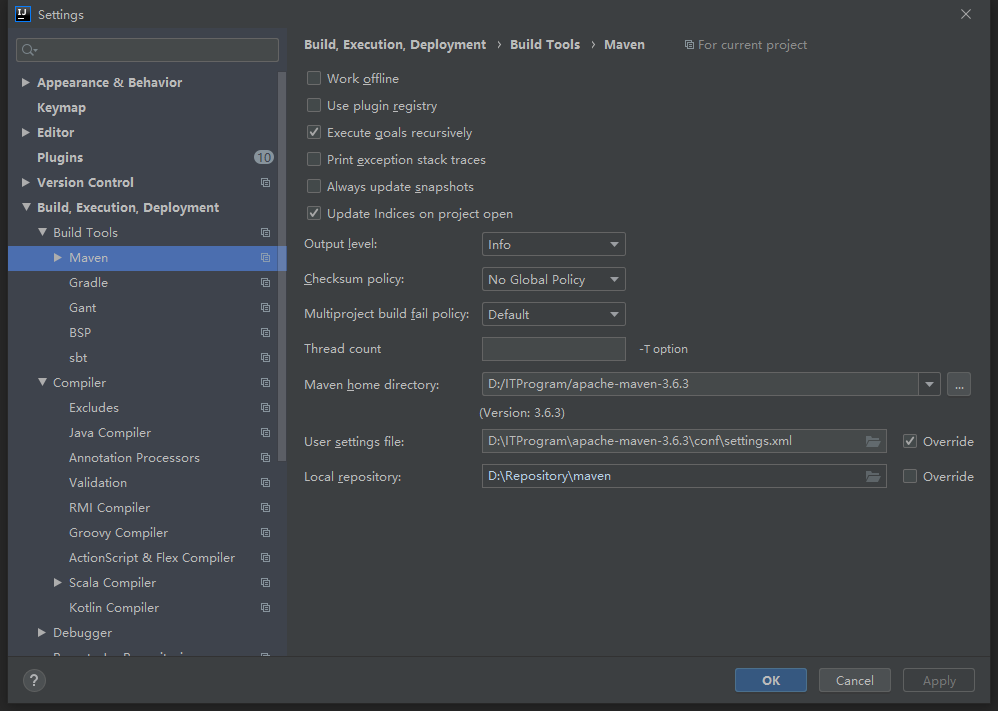 Settings
Appearance & Behavior
Keymap
Editor
Plugins 10
Version Control
Build, Execution, Deployment
Build Tools
Maven
Gradle
Gant
BSP
sbt
Compiler
Excludes
Java Compiler
Annotation Processors
Validation
RMI Compiler
Groovy Compiler
ActionScript & Flex Compiler
Scala Compiler
Kotlin Compiler
Debugger
Build, Execution, Deployment › Build Tools › Maven For current project
Work offline
Use plugin registry
Execute goals recursively
Print exception stack traces
Always update snapshots
Update Indices on project open
Output level: Info
Checksum policy: No Global Policy
Multiproject build fail policy: Default
Thread count -T option
Maven home directory: D:/ITProgram/apache-maven-3.6.3 ...
(Version: 3.6.3)
User settings file: D:\ITProgram\apache-maven-3.6.3\conf\settings.xml Override
Local repository: D:\Repository\maven Override
? OK Cancel Apply